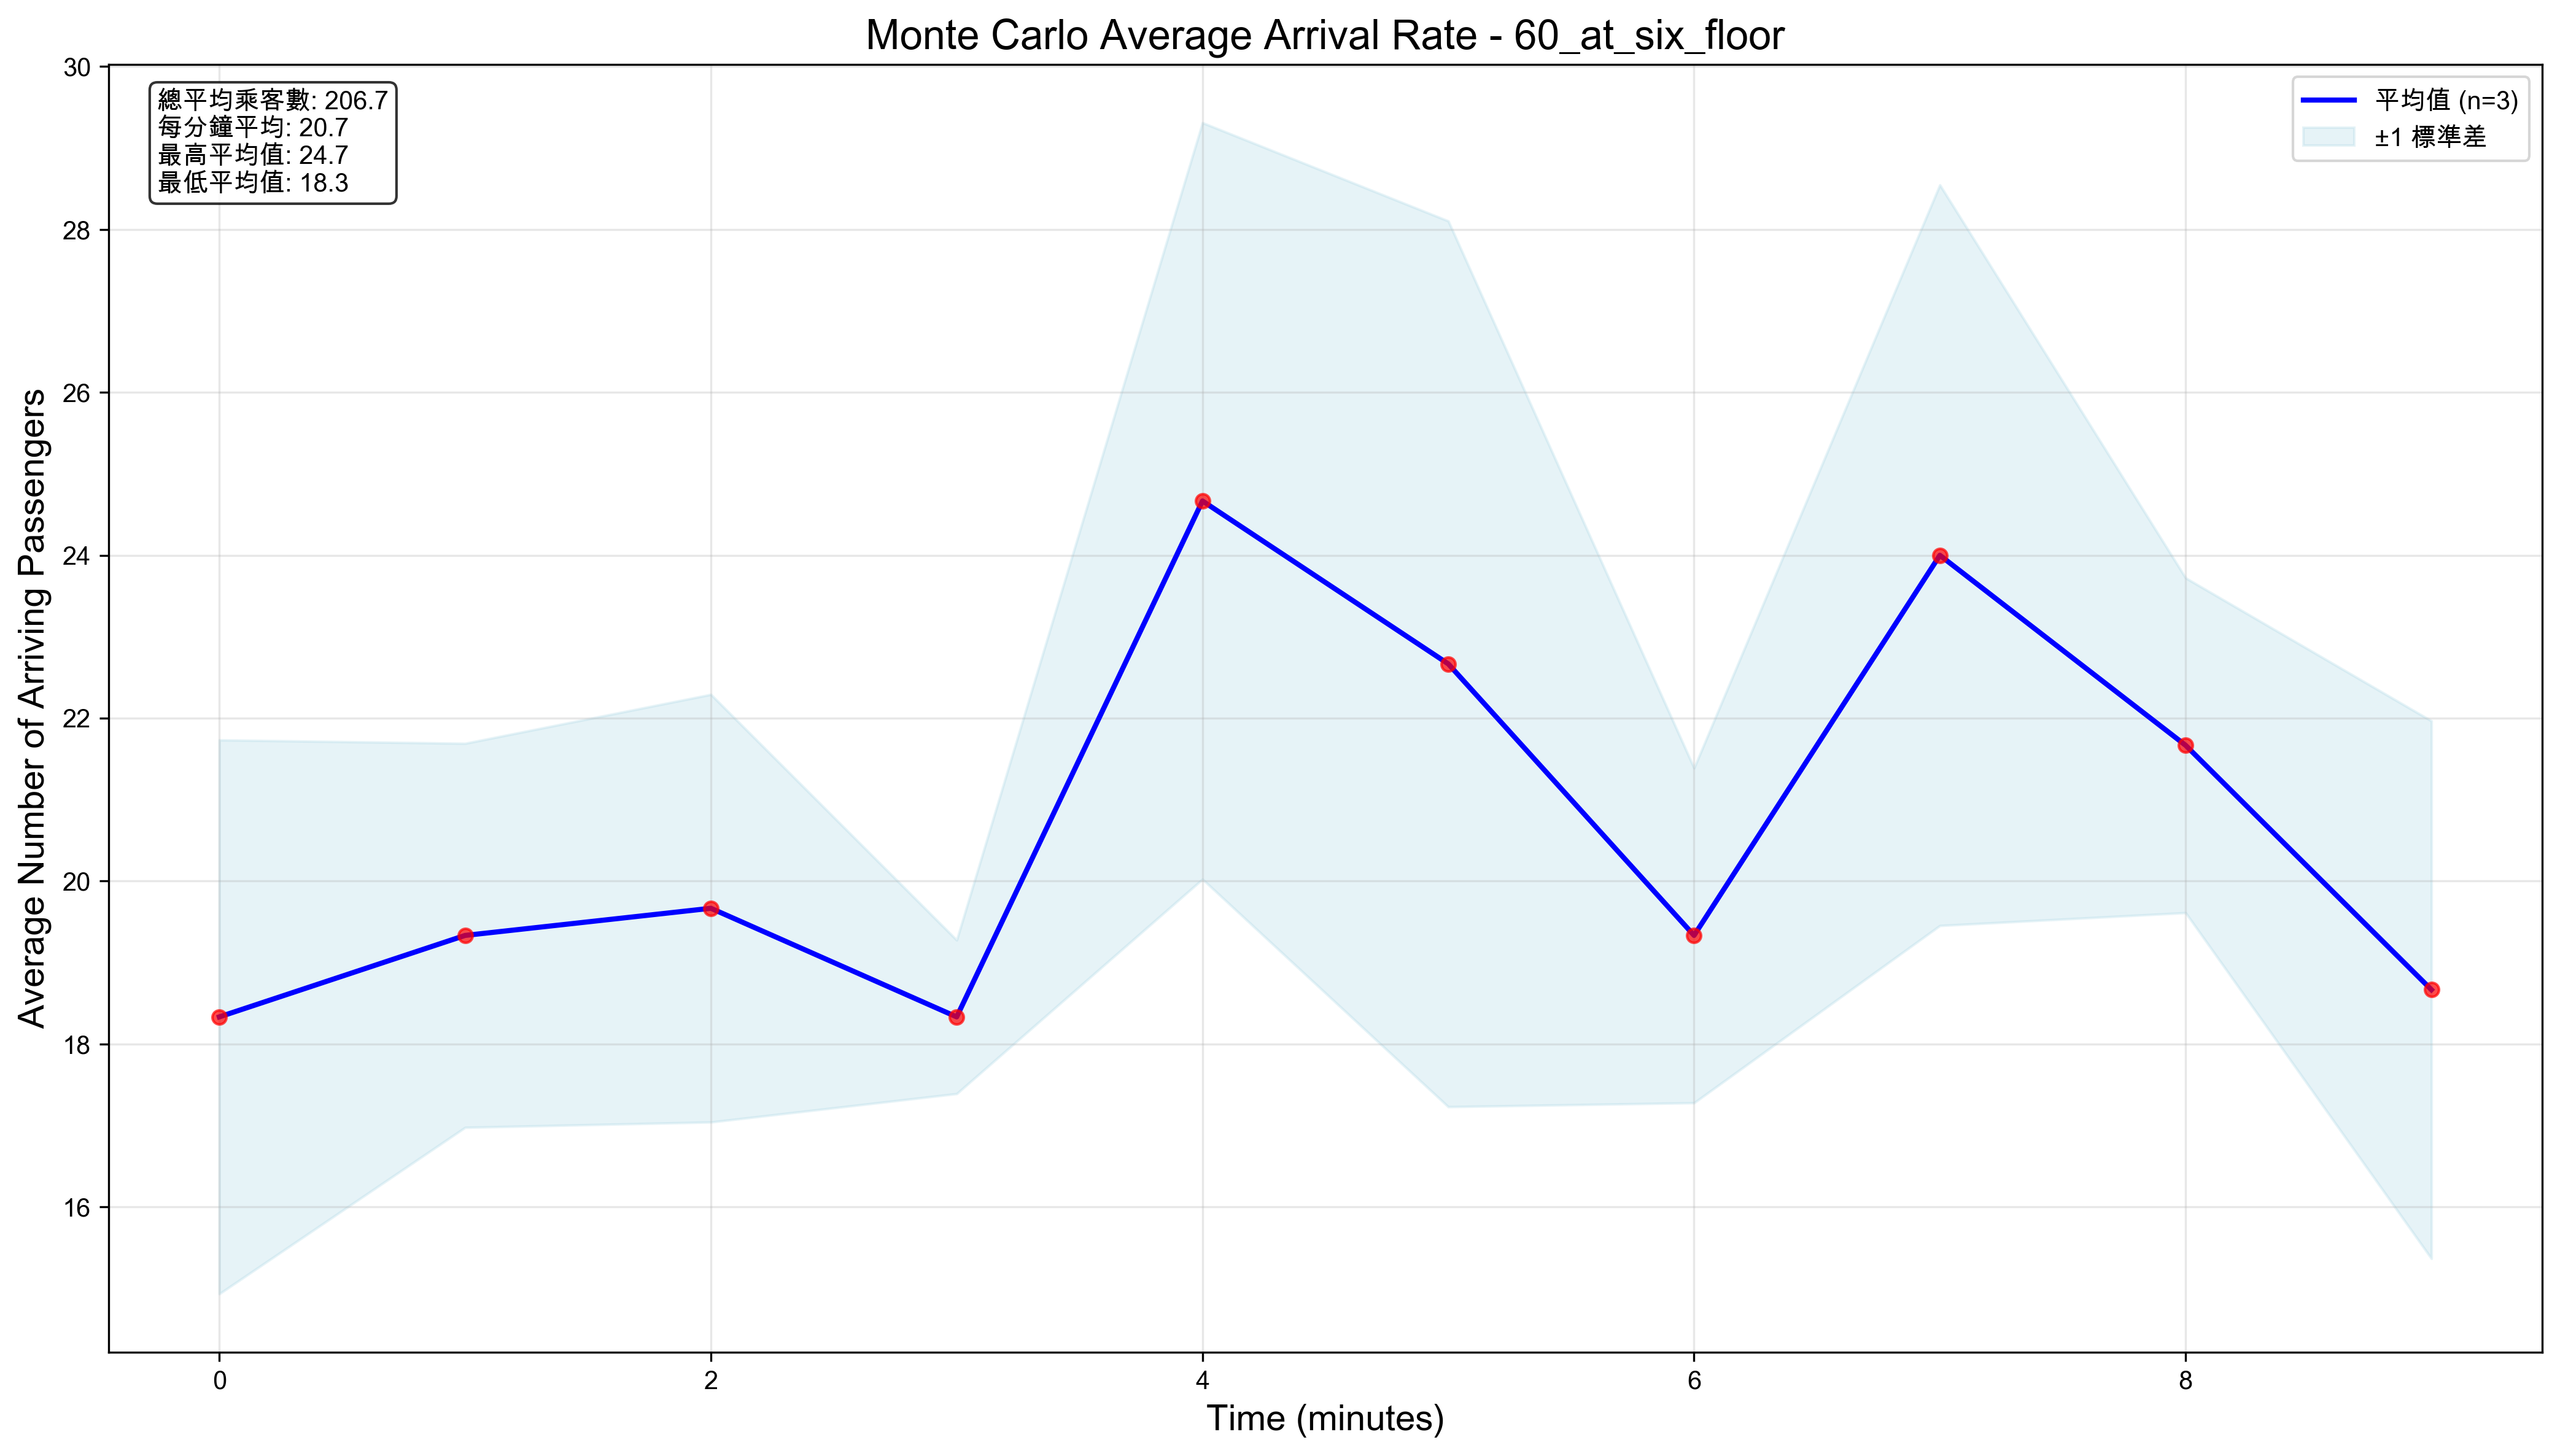 Monte Carlo Average Arrival Rate - 60_at_six_floor
總平均乘客數: 206.7
每分鐘平均: 20.7
最高平均值: 24.7
最低平均值: 18.3
平均值 (n=3)
±1 標準差
Average Number of Arriving Passengers
30
28
26
24
22
20
18
16
0
2
4
6
8
Time (minutes)